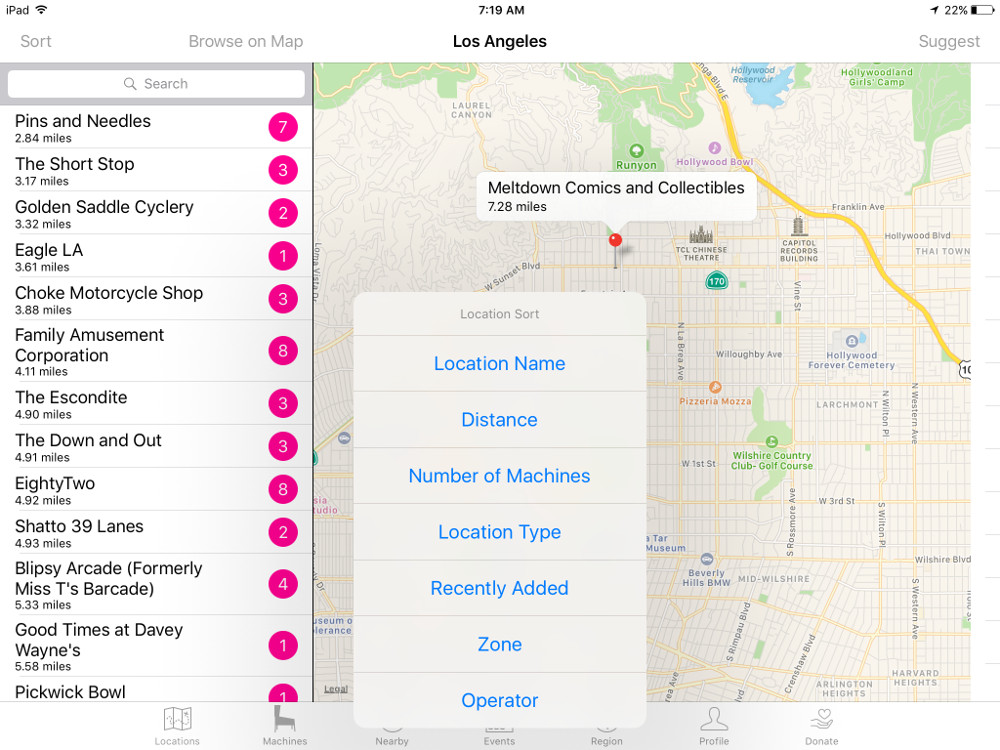 iPad
7:19 AM
22%
Sort
Browse on Map
Los Angeles
Suggest
Search
Pins and Needles
2.84 miles
7
The Short Stop
3.17 miles
3
Golden Saddle Cyclery
3.32 miles
2
Eagle LA
3.61 miles
1
Choke Motorcycle Shop
3.88 miles
3
Family Amusement
Corporation
4.11 miles
8
The Escondite
4.90 miles
3
The Down and Out
4.91 miles
3
EightyTwo
4.92 miles
8
Shatto 39 Lanes
4.93 miles
2
Blipsy Arcade (Formerly
Miss T's Barcade)
5.33 miles
4
Good Times at Davey
Wayne's
5.58 miles
1
Pickwick Bowl
1
LAUREL
CANYON
Hollywood
Reservoir
Hollywoodland
Girls' Camp
Runyon
Hollywood Bowl
Meltdown Comics and Collectibles
7.28 miles
Franklin Ave
Hollywood Blvd
THAI TOWN
TCL CHINESE
THEATRE
CAPITOL
RECORDS
BUILDING
W Sunset Blvd
170
Vine St
N La Brea Ave
Willoughby Ave
Hollywood
Forever Cemetery
10
Pizzeria Mozza
LARCHMONT
N Wilton Pl
N Western Ave
Wilshire Country
Club- Golf Course
W 1st St
W 3rd St
S Rossmore Ave
S Wilton Pl
Wilshire Blvd
a Tar
Museum
Beverly
Hills BMW
MID-WILSHIRE
S Western Ave
S Rimpau Blvd
Crenshaw Blvd
ARLINGTON
HEIGHTS
HARVARD
HEIGHTS
Legal
Location Sort
Location Name
Distance
Number of Machines
Location Type
Recently Added
Zone
Operator
Locations
Machines
Nearby
Events
Region
Profile
Donate